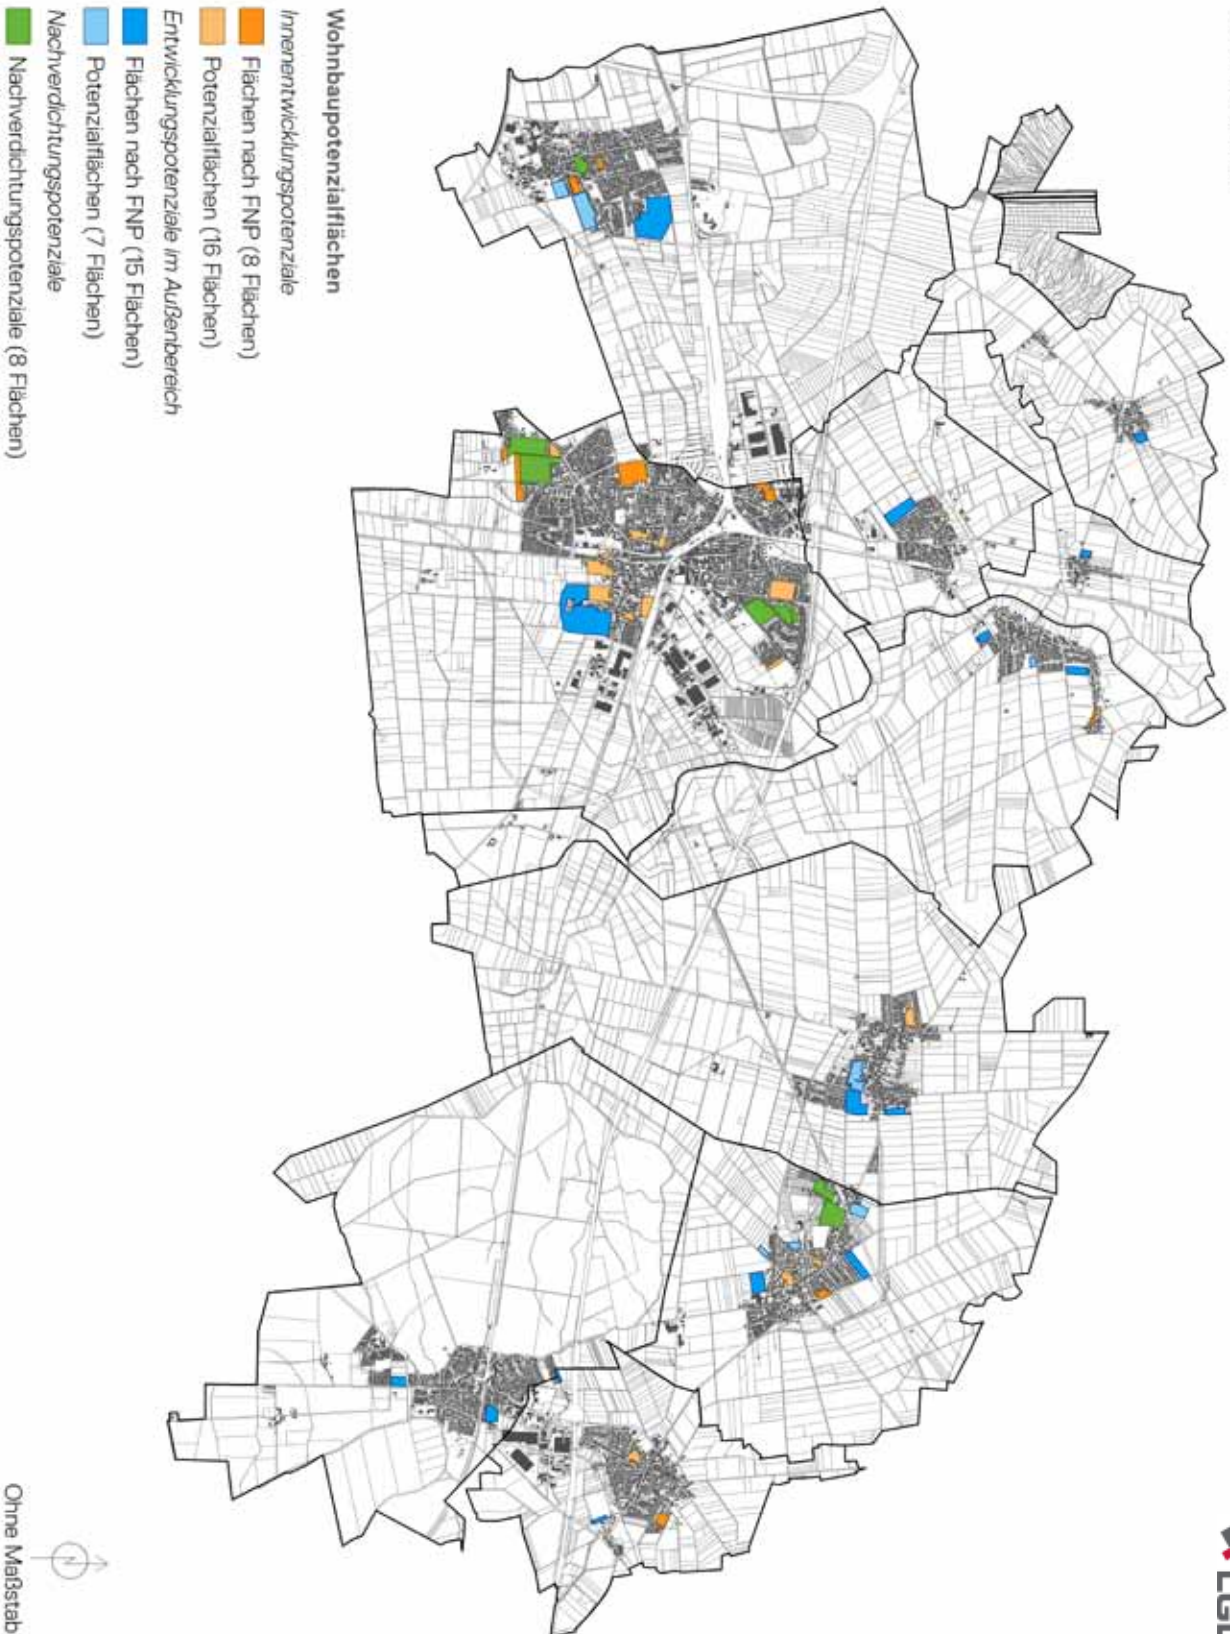 Wohnbaupotenzialflächen
Innenentwicklungspotenziale
Flächen nach FNP (8 Flächen)
Potenzialflächen (16 Flächen)
Entwicklungspotenziale im Außenbereich
Flächen nach FNP (15 Flächen)
Potenzialflächen (7 Flächen)
Nachverdichtungspotenziale
Nachverdichtungspotenziale (8 Flächen)
N
Ohne Maßstab